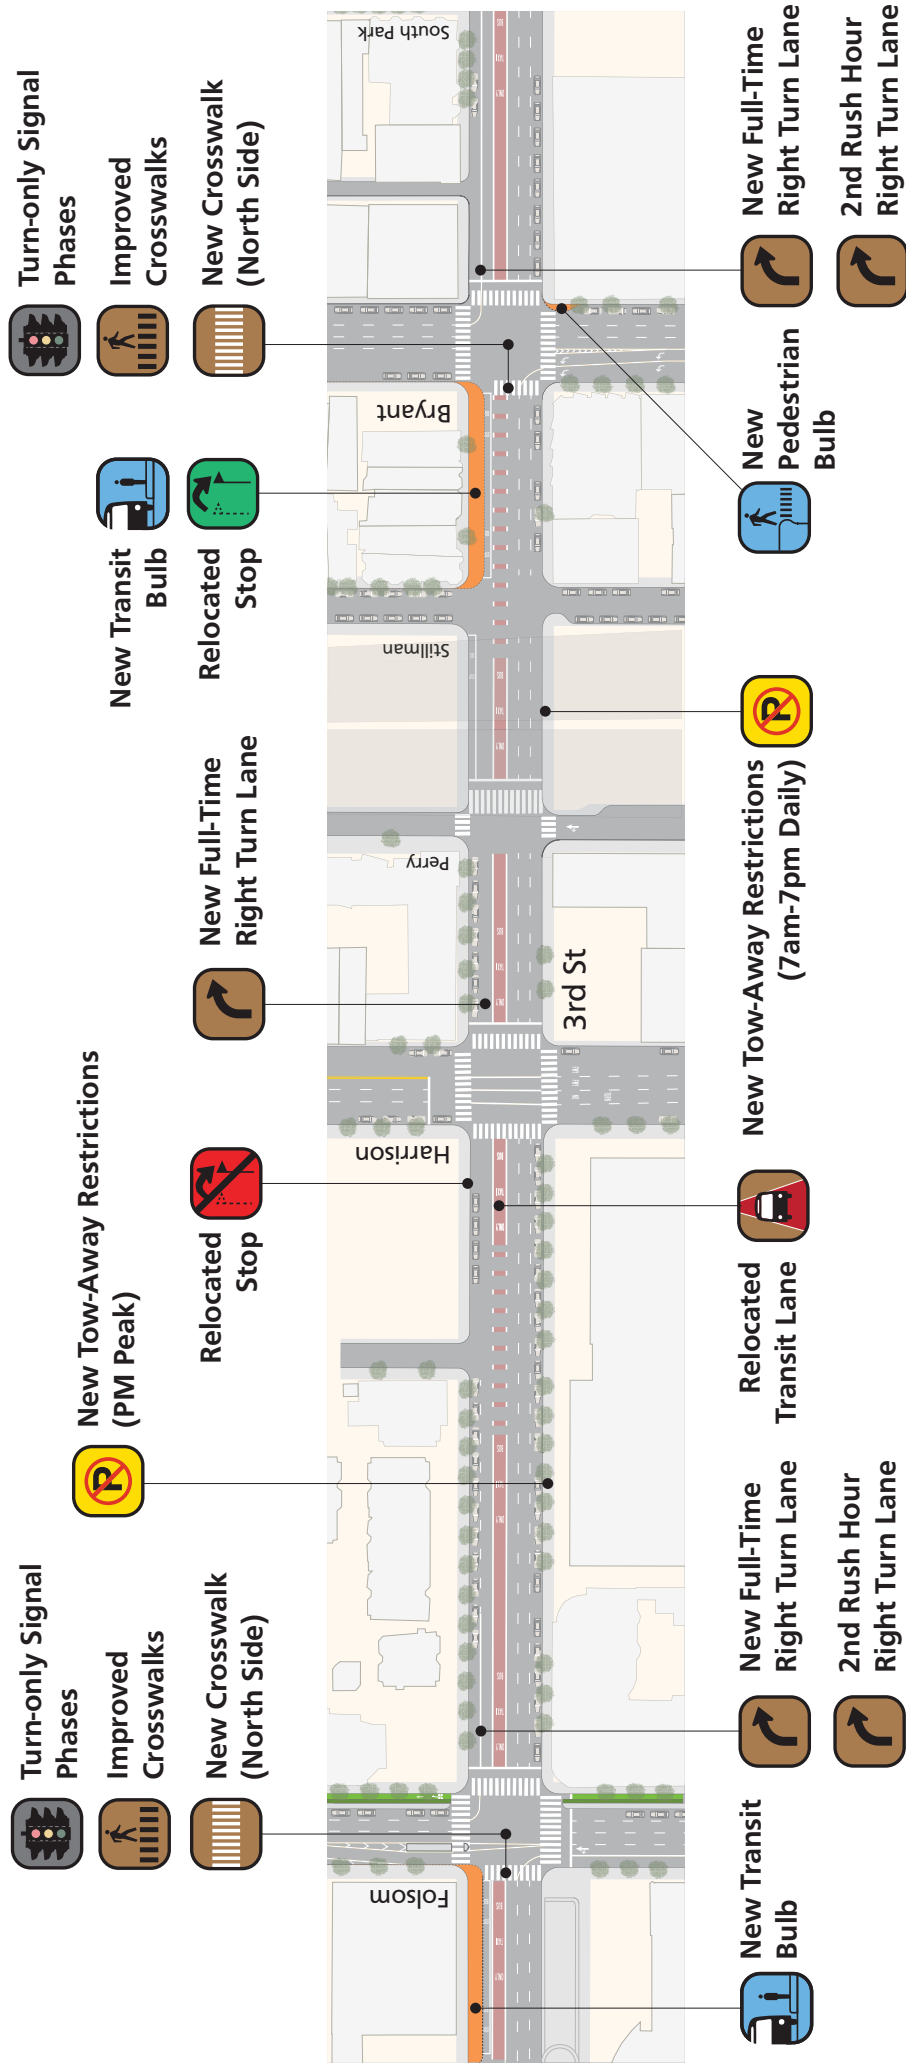 Turn-only Signal
Phases
Improved
Crosswalks
New Crosswalk
(North Side)
New Tow-Away Restrictions
(PM Peak)
Relocated
Stop
New Full-Time
Right Turn Lane
New Transit
Bulb
Relocated
Stop
Turn-only Signal
Phases
Improved
Crosswalks
New Crosswalk
(North Side)
Folsom
Harrison
Perry
Stillman
Bryant
South Park
3rd St
New Transit
Bulb
New Full-Time
Right Turn Lane
2nd Rush Hour
Right Turn Lane
Relocated
Transit Lane
New Tow-Away Restrictions
(7am-7pm Daily)
New
Pedestrian
Bulb
New Full-Time
Right Turn Lane
2nd Rush Hour
Right Turn Lane